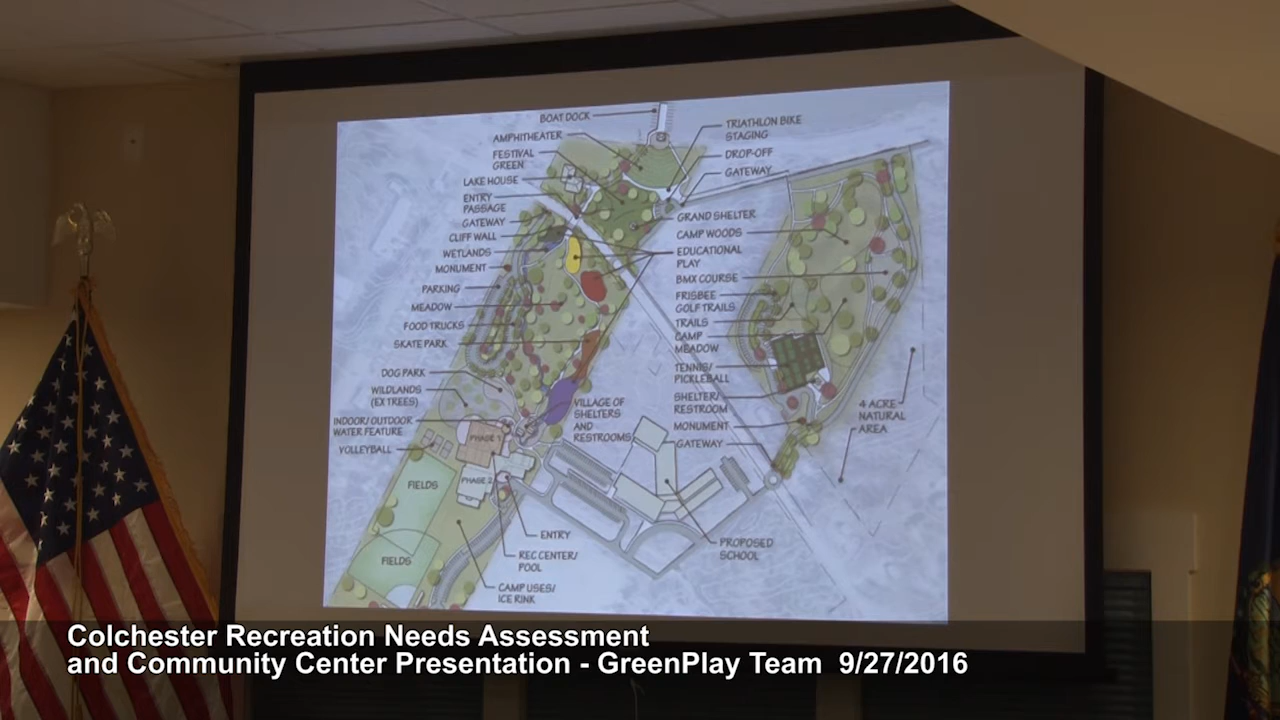 BOAT DOCK
AMPHITHEATER
FESTIVAL
GREEN
LAKE HOUSE
ENTRY
PASSAGE
GATEWAY
CLIFF WALL
WETLANDS
MONUMENT
PARKING
MEADOW
FOOD TRUCKS
SKATE PARK
DOG PARK
WILDLANDS
(EX TREES)
INDOOR/OUTDOOR
WATER FEATURE
VOLLEYBALL
TRIATHLON BIKE
STAGING
DROP-OFF
GATEWAY
GRAND SHELTER
CAMP WOODS
EDUCATIONAL
PLAY
BMX COURSE
FRISBEE
GOLF TRAILS
TRAILS
CAMP
MEADOW
TENNIS/
PICKLEBALL
SHELTER/
RESTROOM
MONUMENT
GATEWAY
4 ACRE
NATURAL
AREA
VILLAGE OF
SHELTERS
AND
RESTROOMS
PHASE 1
PHASE 2
FIELDS
FIELDS
ENTRY
REC CENTER/
POOL
CAMP USES/
ICE RINK
PROPOSED
SCHOOL
Colchester Recreation Needs Assessment
and Community Center Presentation - GreenPlay Team 9/27/2016